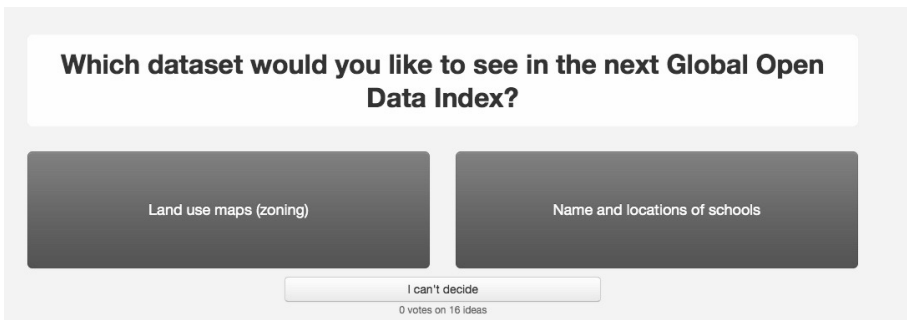 Which dataset would you like to see in the next Global Open
Data Index?
Land use maps (zoning)
Name and locations of schools
I can't decide
0 votes on 16 ideas